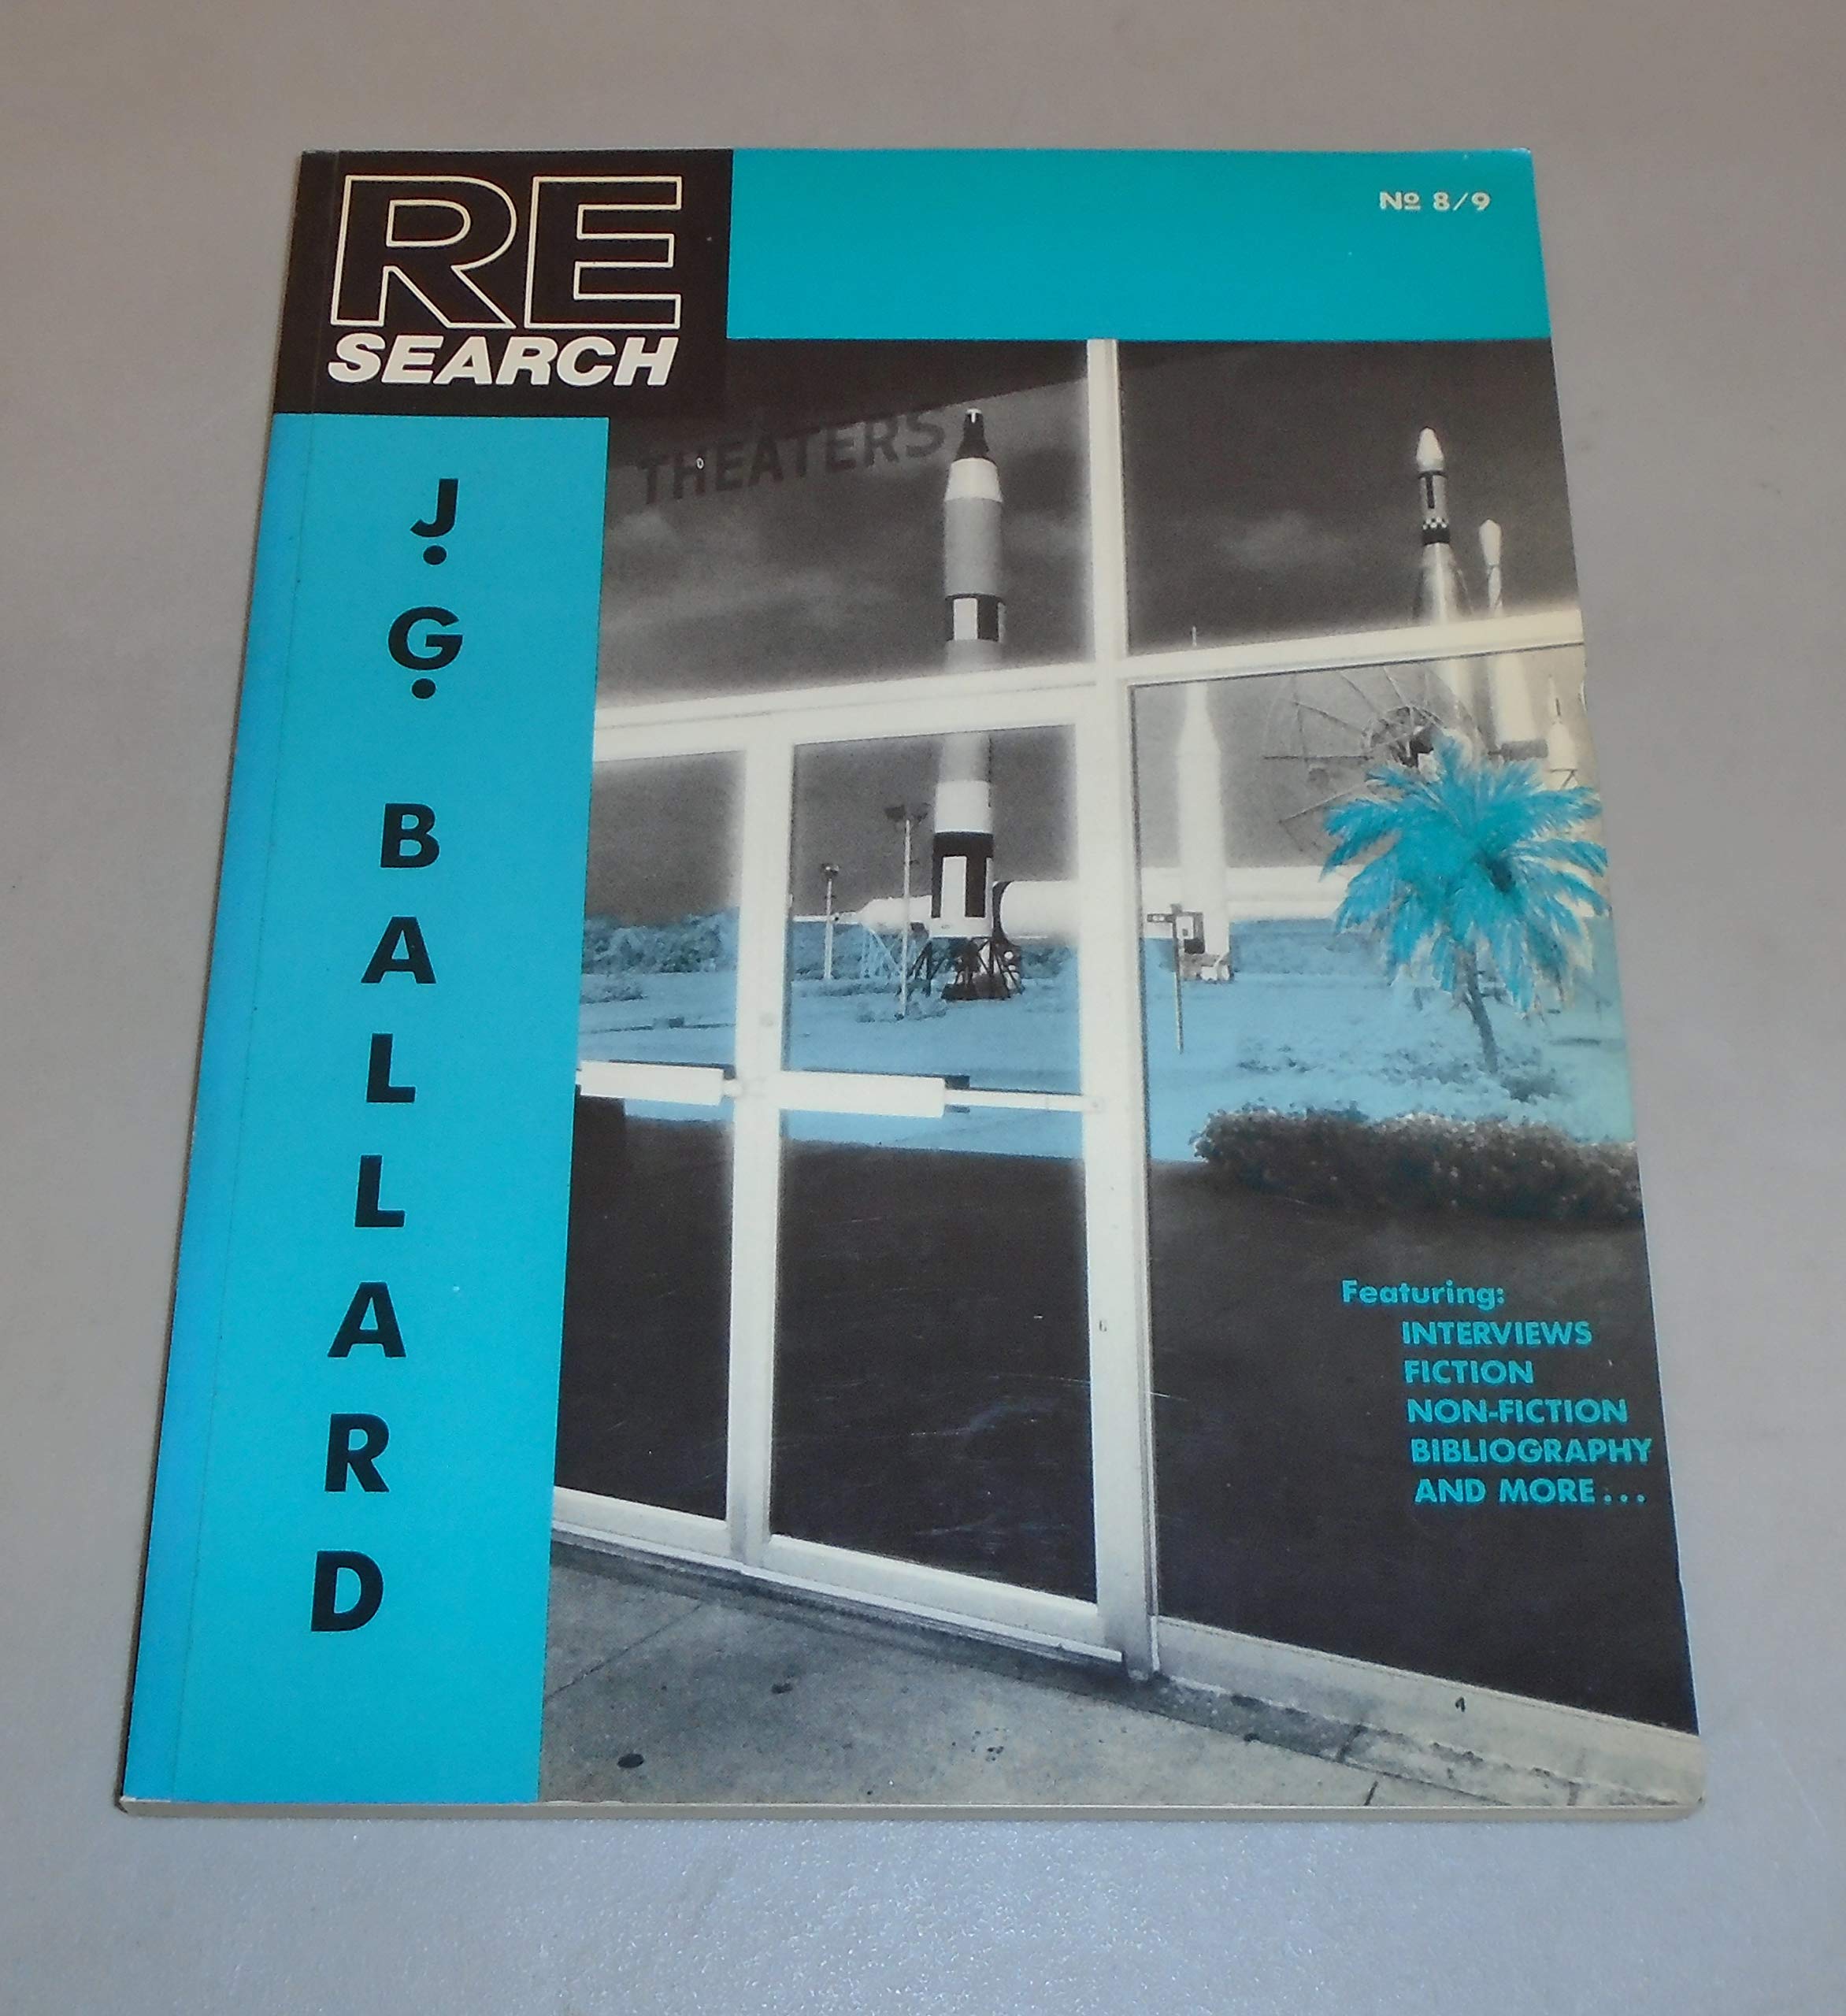 RE
SEARCH
Nº 8/9
J. G. BALLARD
THEATERS
Featuring:
INTERVIEWS
FICTION
NON-FICTION
BIBLIOGRAPHY
AND MORE...